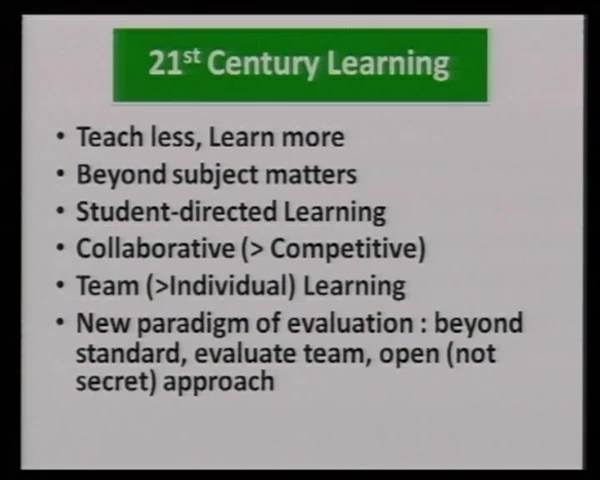 21st Century Learning
• Teach less, Learn more
• Beyond subject matters
• Student-directed Learning
• Collaborative (> Competitive)
• Team (>Individual) Learning
• New paradigm of evaluation : beyond
standard, evaluate team, open (not
secret) approach